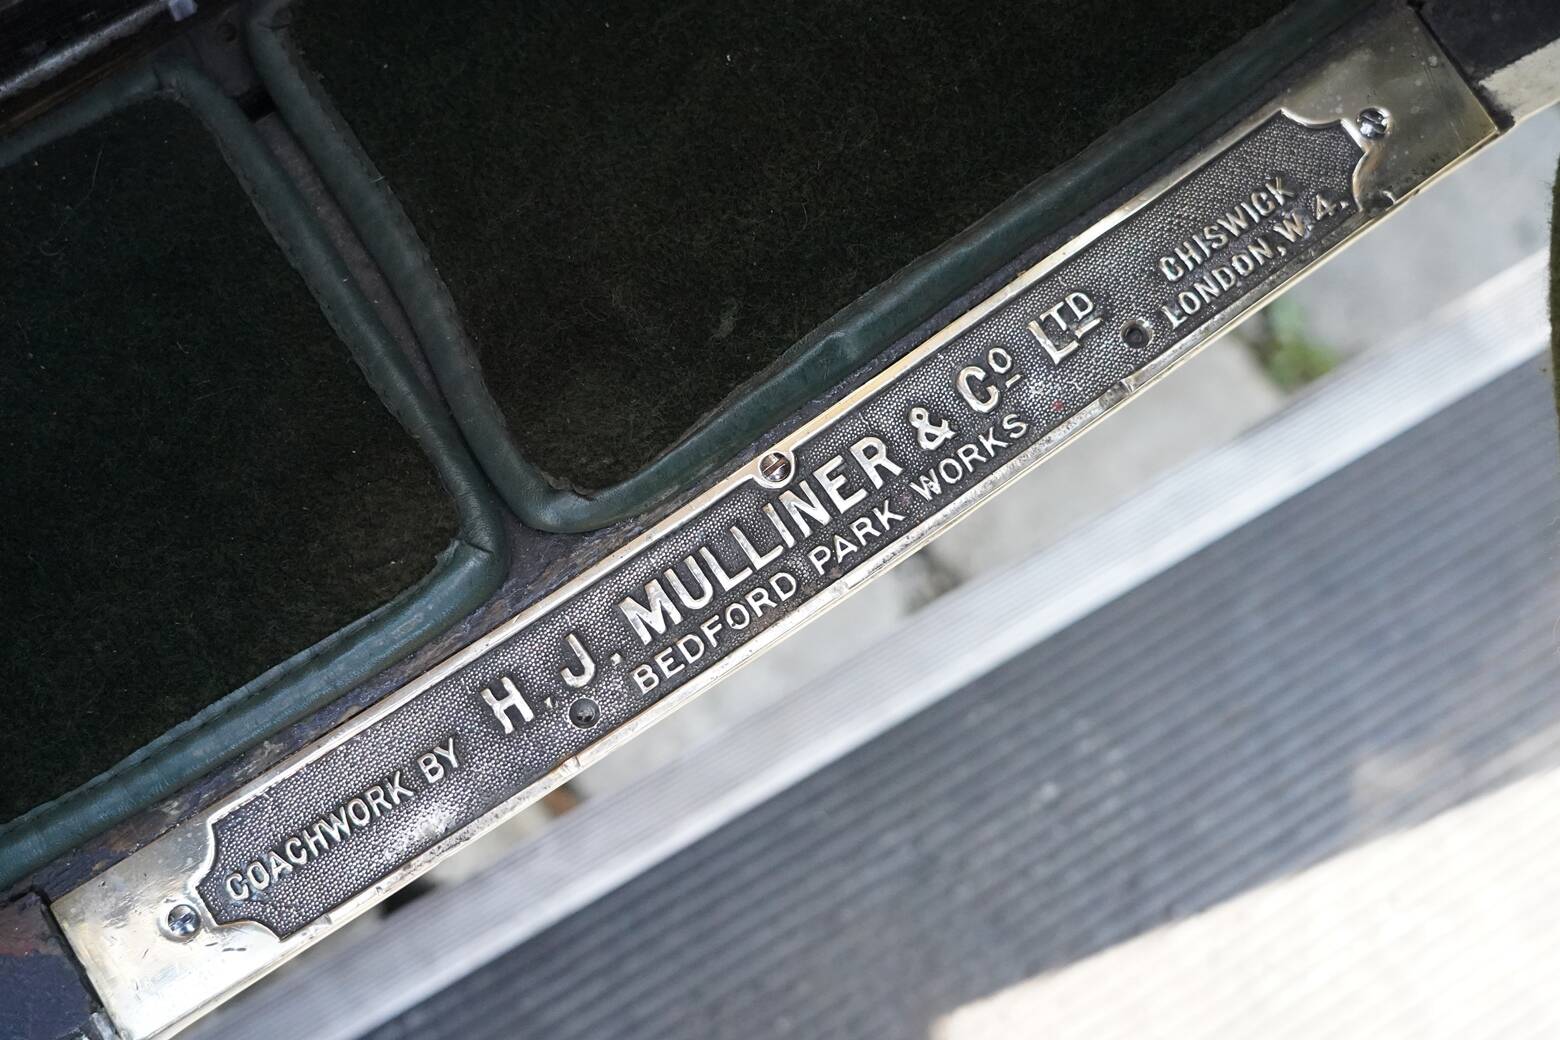 COACHWORK BY
H. J. MULLINER & Cº LTD
BEDFORD PARK WORKS
CHISWICK
LONDON, W. 4.